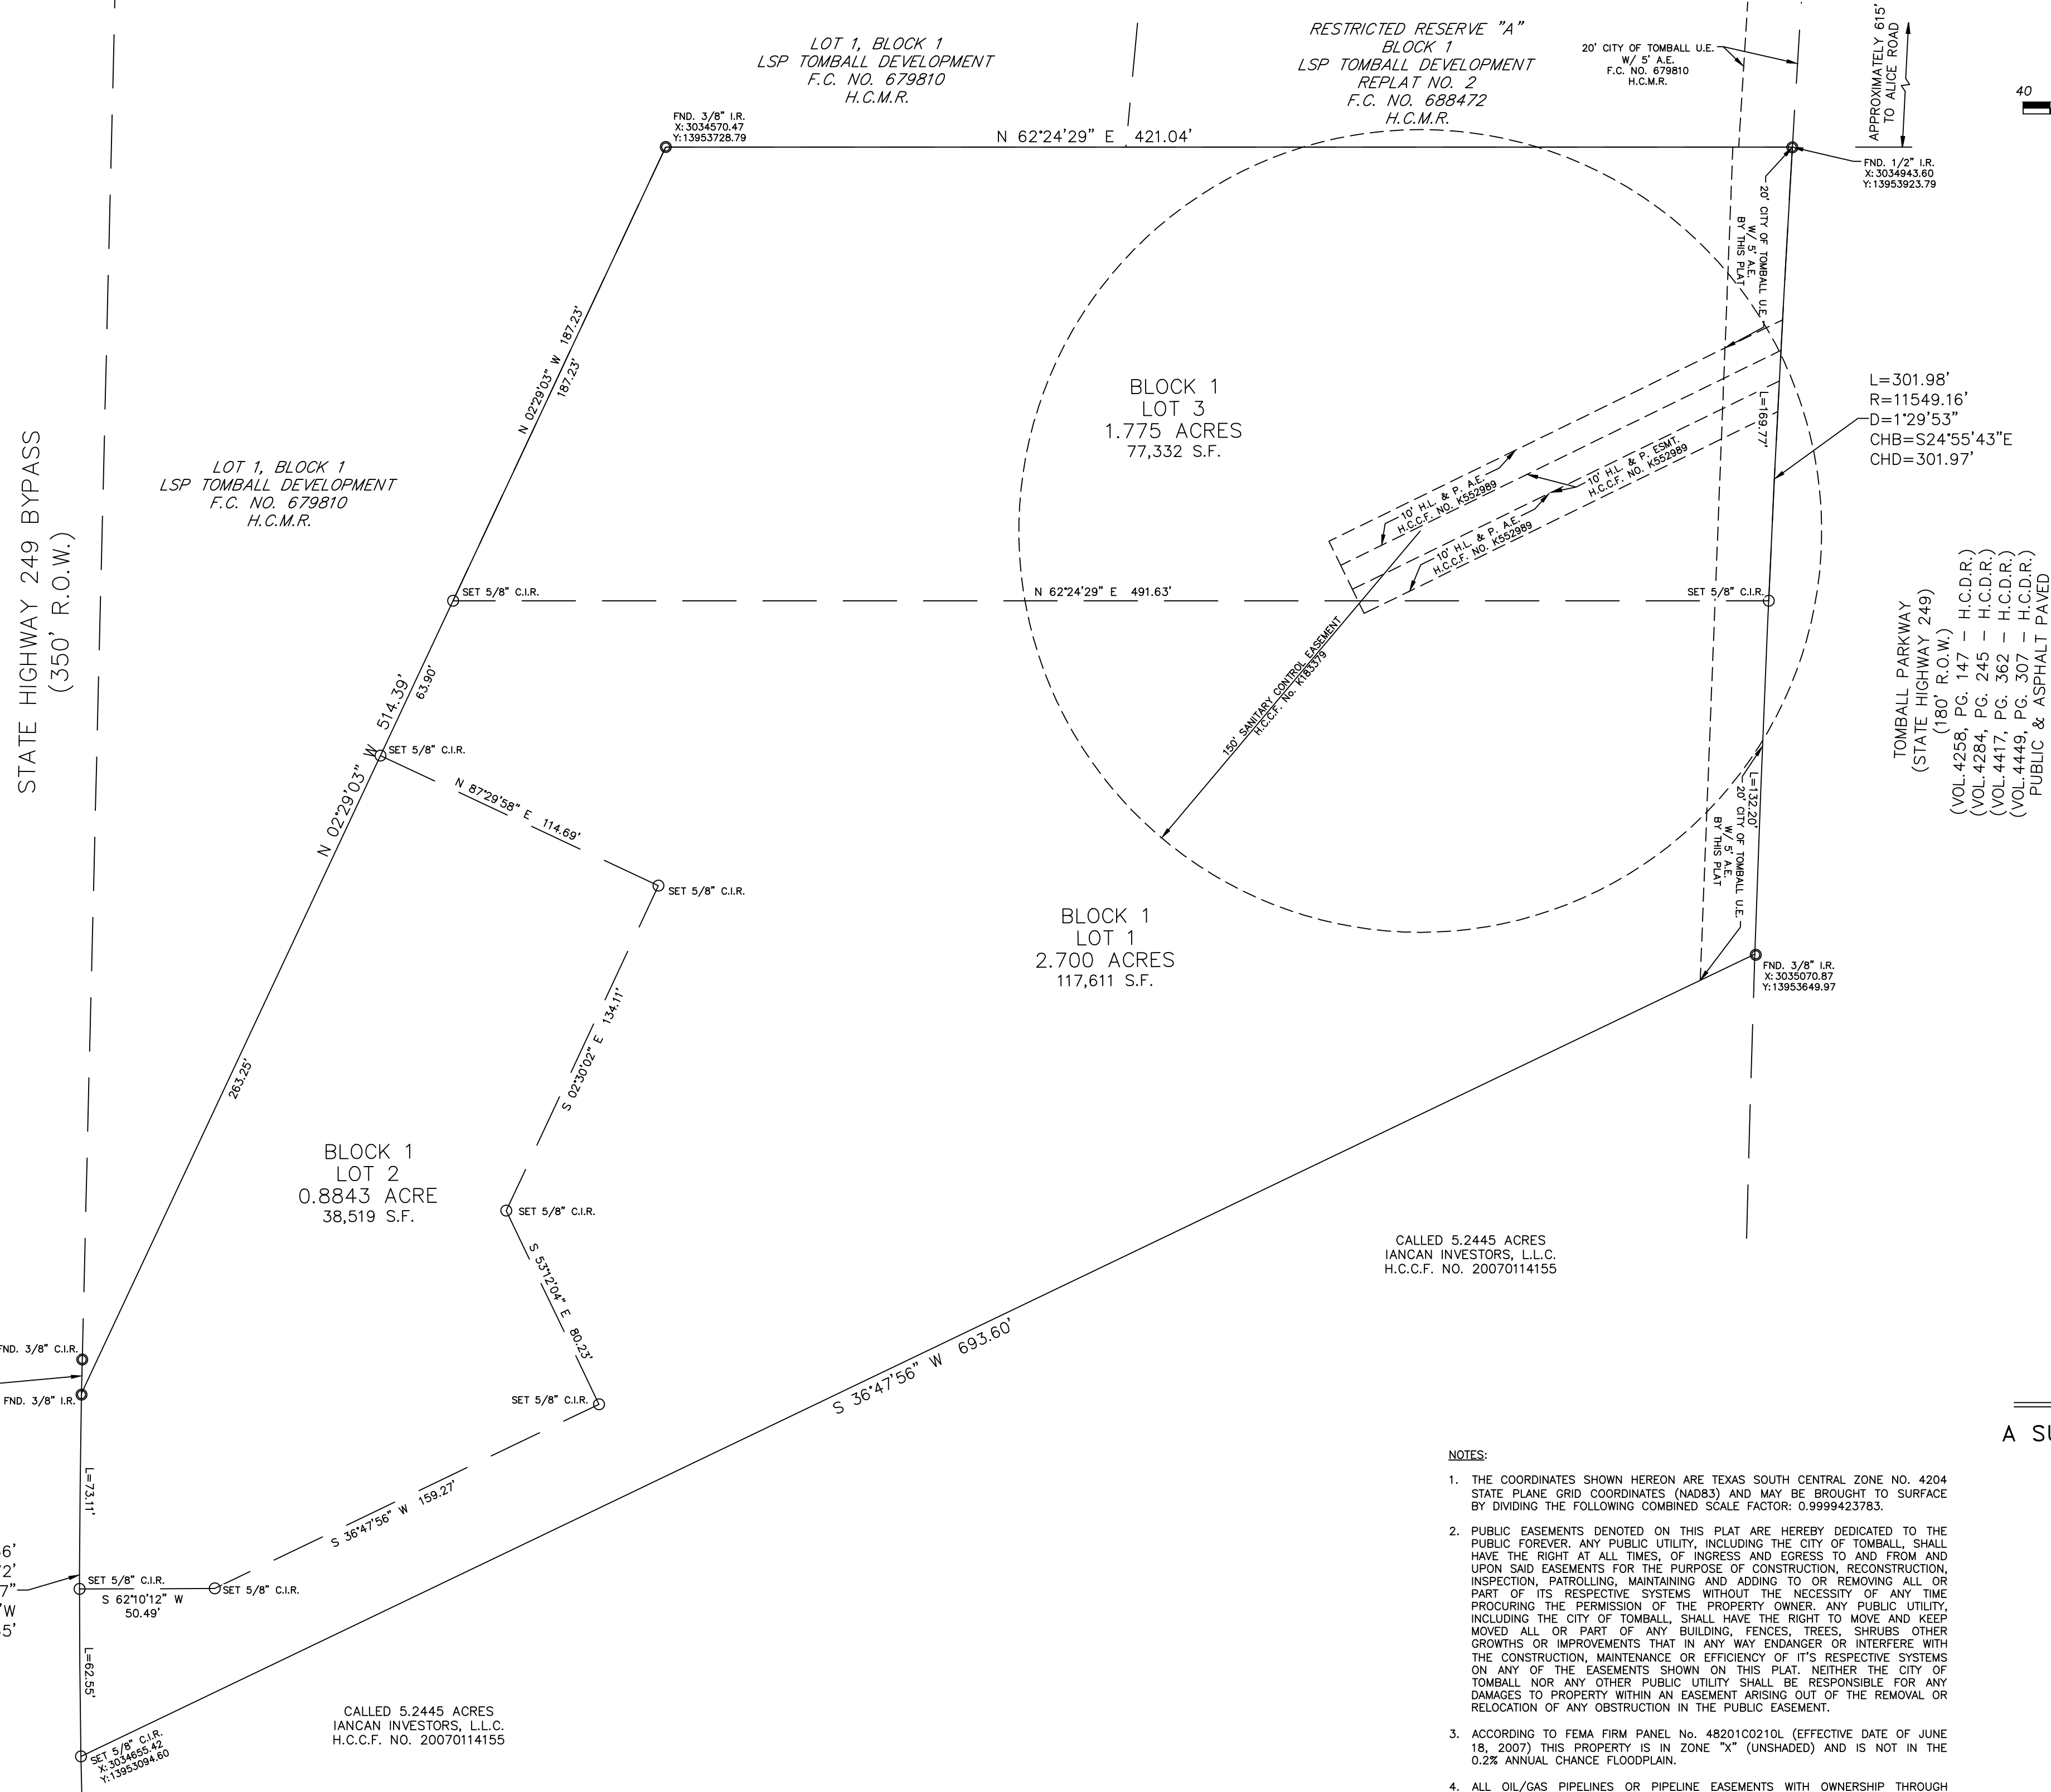 LOT 1, BLOCK 1
LSP TOMBALL DEVELOPMENT
F.C. NO. 679810
H.C.M.R.
RESTRICTED RESERVE "A"
BLOCK 1
LSP TOMBALL DEVELOPMENT
REPLAT NO. 2
F.C. NO. 688472
H.C.M.R.
20' CITY OF TOMBALL U.E.
W/ 5' A.E.
F.C. NO. 679810
H.C.M.R.
APPROXIMATELY 615'
TO ALICE ROAD
40
FND. 3/8" I.R.
X: 3034570.47
Y: 13953728.79
N 62°24'29" E 421.04'
FND. 1/2" I.R.
X: 3034943.60
Y: 13953923.79
20' CITY OF TOMBALL U.E.
W/ 5' A.E.
BY THIS PLAT
N 02°29'03" W 187.23'
187.23'
BLOCK 1
LOT 3
1.775 ACRES
77,332 S.F.
L=301.98'
R=11549.16'
D=1°29'53"
CHB=S24°55'43"E
CHD=301.97'
L=169.77'
10' H.L. & P. A.E.
H.C.C.F. NO. K552989
10' H.L. & P. ESMT.
H.C.C.F. NO. K552989
10' H.L. & P. A.E.
H.C.C.F. NO. K552989
STATE HIGHWAY 249 BYPASS
(350' R.O.W.)
LOT 1, BLOCK 1
LSP TOMBALL DEVELOPMENT
F.C. NO. 679810
H.C.M.R.
SET 5/8" C.I.R.
N 62°24'29" E 491.63'
SET 5/8" C.I.R.
150' SANITARY CONTROL EASEMENT
H.C.C.F. No. K183379
TOMBALL PARKWAY
(STATE HIGHWAY 249)
(180' R.O.W.)
(VOL.4258, PG. 147 – H.C.D.R.)
(VOL.4284, PG. 245 – H.C.D.R.)
(VOL.4417, PG. 362 – H.C.D.R.)
(VOL.4449, PG. 307 – H.C.D.R.)
PUBLIC & ASPHALT PAVED
N 02°29'03" W 514.39'
63.90'
SET 5/8" C.I.R.
N 87°29'58" E 114.69'
SET 5/8" C.I.R.
L=132.20'
20' CITY OF TOMBALL U.E.
W/ 5' A.E.
BY THIS PLAT
BLOCK 1
LOT 1
2.700 ACRES
117,611 S.F.
FND. 3/8" I.R.
X: 3035070.87
Y: 13953649.97
S 02°30'02" E 134.11'
263.25'
BLOCK 1
LOT 2
0.8843 ACRE
38,519 S.F.
SET 5/8" C.I.R.
S 53°12'04" E 80.23'
CALLED 5.2445 ACRES
IANCAN INVESTORS, L.L.C.
H.C.C.F. NO. 20070114155
FND. 3/8" C.I.R.
FND. 3/8" I.R.
SET 5/8" C.I.R.
S 36°47'56" W 693.60'
A SU
L=73.11'
S 36°47'56" W 159.27'
6'
2'
7"
'W
5'
SET 5/8" C.I.R.
S 62°10'12" W
50.49'
SET 5/8" C.I.R.
L=62.55'
SET 5/8" C.I.R.
X: 3034655.42
Y: 13953094.60
CALLED 5.2445 ACRES
IANCAN INVESTORS, L.L.C.
H.C.C.F. NO. 20070114155
NOTES:
1. THE COORDINATES SHOWN HEREON ARE TEXAS SOUTH CENTRAL ZONE NO. 4204
STATE PLANE GRID COORDINATES (NAD83) AND MAY BE BROUGHT TO SURFACE
BY DIVIDING THE FOLLOWING COMBINED SCALE FACTOR: 0.9999423783.
2. PUBLIC EASEMENTS DENOTED ON THIS PLAT ARE HEREBY DEDICATED TO THE
PUBLIC FOREVER. ANY PUBLIC UTILITY, INCLUDING THE CITY OF TOMBALL, SHALL
HAVE THE RIGHT AT ALL TIMES, OF INGRESS AND EGRESS TO AND FROM AND
UPON SAID EASEMENTS FOR THE PURPOSE OF CONSTRUCTION, RECONSTRUCTION,
INSPECTION, PATROLLING, MAINTAINING AND ADDING TO OR REMOVING ALL OR
PART OF ITS RESPECTIVE SYSTEMS WITHOUT THE NECESSITY OF ANY TIME
PROCURING THE PERMISSION OF THE PROPERTY OWNER. ANY PUBLIC UTILITY,
INCLUDING THE CITY OF TOMBALL, SHALL HAVE THE RIGHT TO MOVE AND KEEP
MOVED ALL OR PART OF ANY BUILDING, FENCES, TREES, SHRUBS OTHER
GROWTHS OR IMPROVEMENTS THAT IN ANY WAY ENDANGER OR INTERFERE WITH
THE CONSTRUCTION, MAINTENANCE OR EFFICIENCY OF IT'S RESPECTIVE SYSTEMS
ON ANY OF THE EASEMENTS SHOWN ON THIS PLAT. NEITHER THE CITY OF
TOMBALL NOR ANY OTHER PUBLIC UTILITY SHALL BE RESPONSIBLE FOR ANY
DAMAGES TO PROPERTY WITHIN AN EASEMENT ARISING OUT OF THE REMOVAL OR
RELOCATION OF ANY OBSTRUCTION IN THE PUBLIC EASEMENT.
3. ACCORDING TO FEMA FIRM PANEL No. 48201C0210L (EFFECTIVE DATE OF JUNE
18, 2007) THIS PROPERTY IS IN ZONE "X" (UNSHADED) AND IS NOT IN THE
0.2% ANNUAL CHANCE FLOODPLAIN.
4. ALL OIL/GAS PIPELINES OR PIPELINE EASEMENTS WITH OWNERSHIP THROUGH